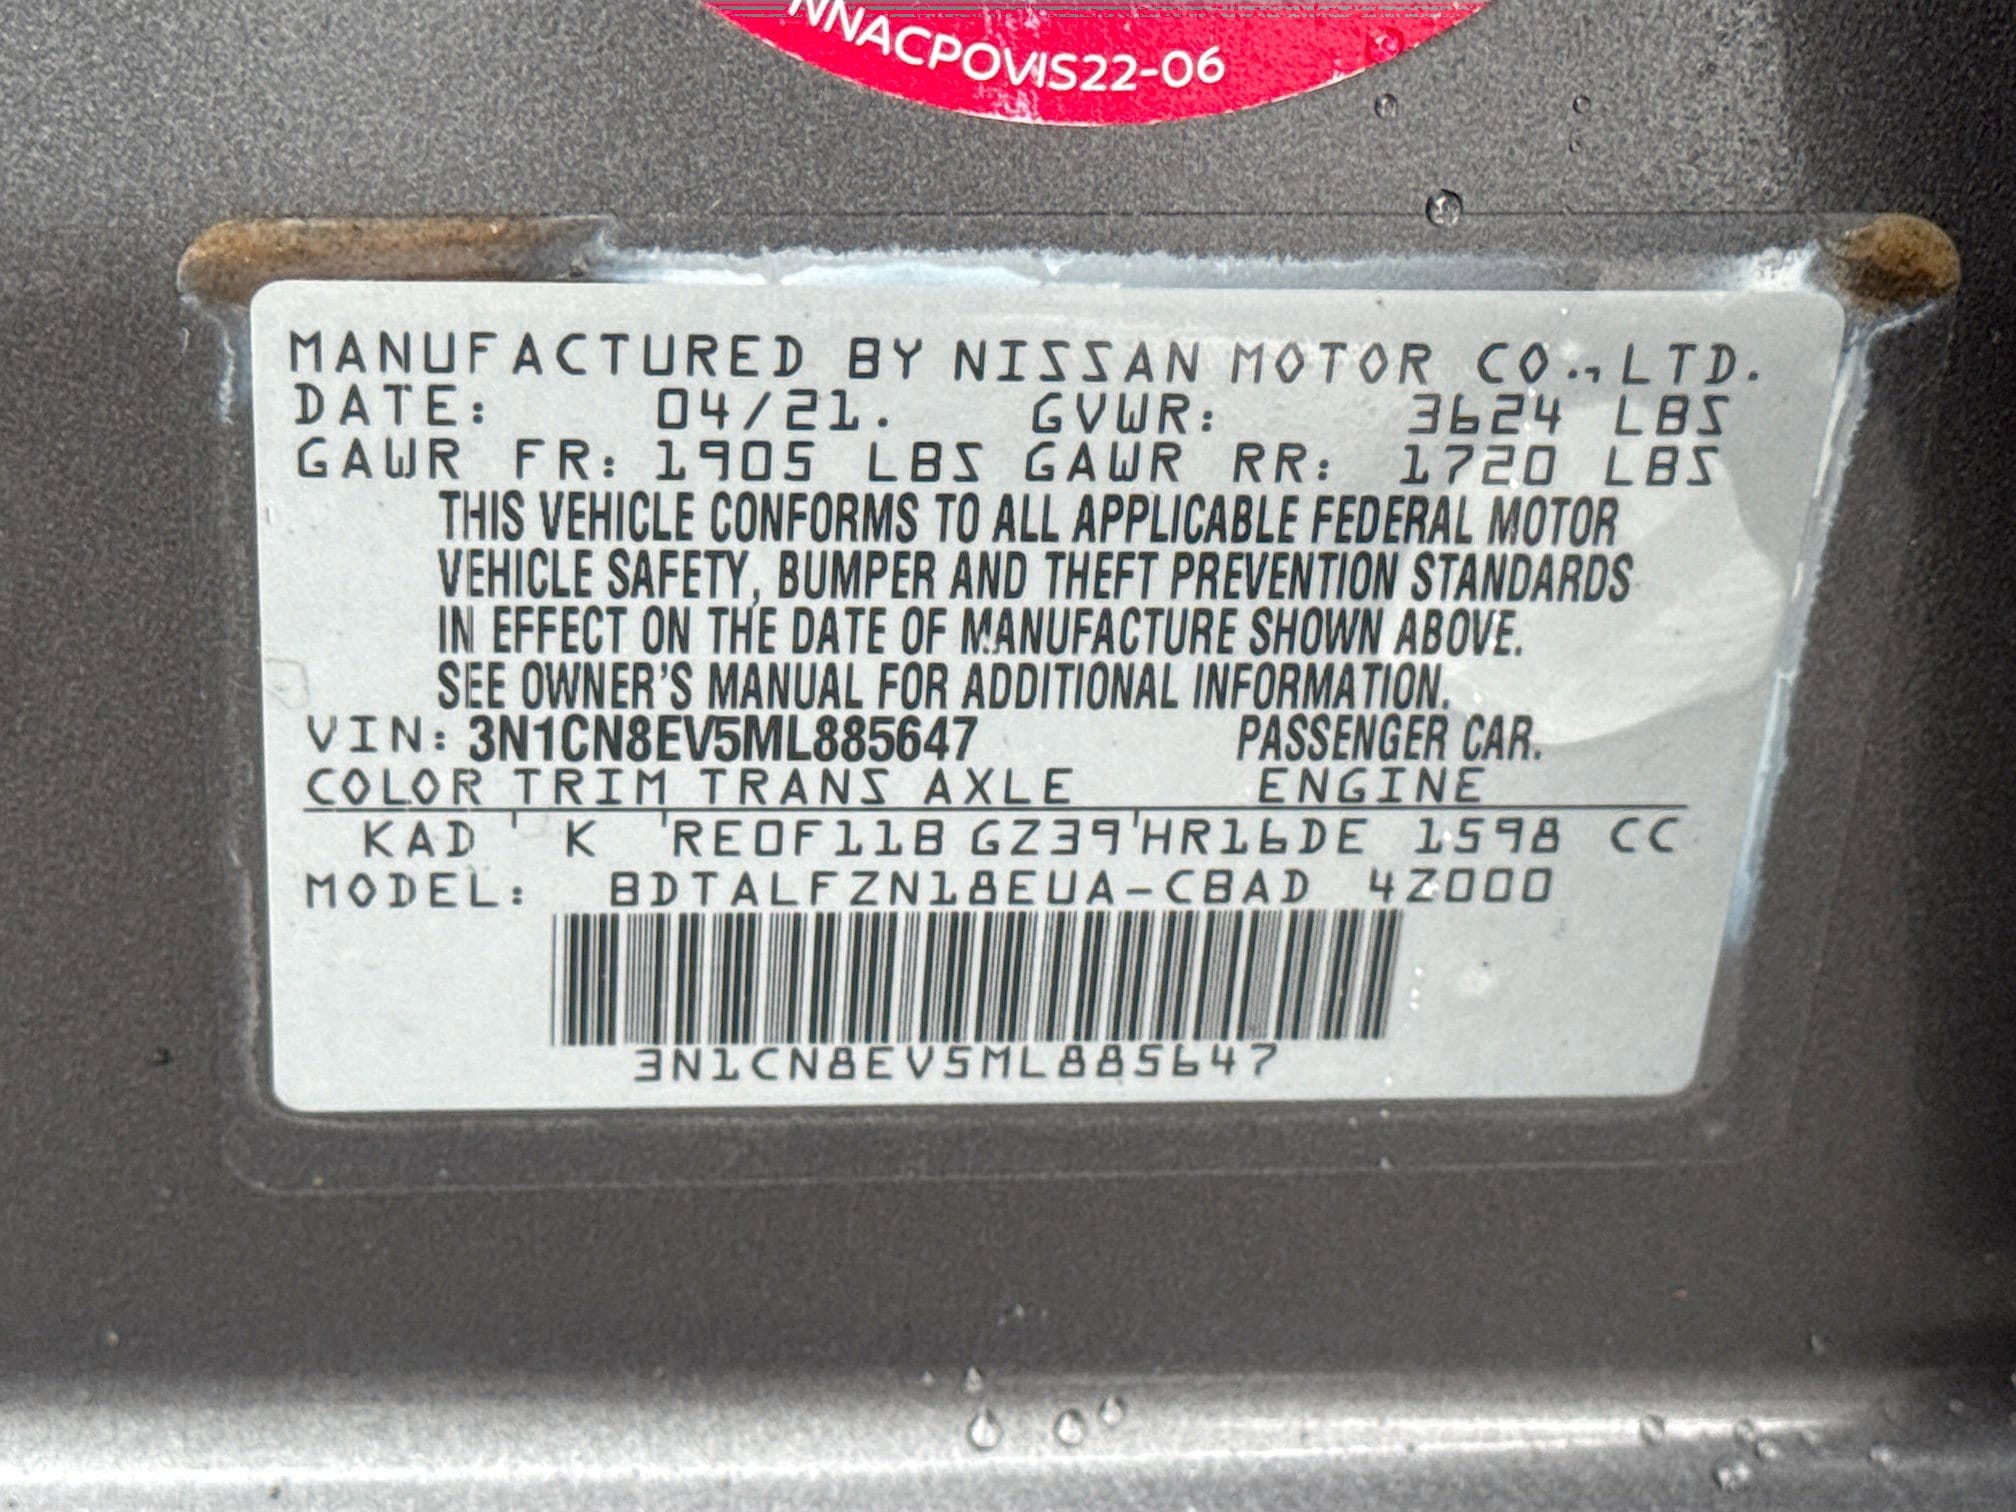 NNACPOVIS22-06
MANUFACTURED BY NISSAN MOTOR CO., LTD.
DATE: 04/21. GVWR: 3624 LBS
GAWR FR: 1905 LBS GAWR RR: 1720 LBS
THIS VEHICLE CONFORMS TO ALL APPLICABLE FEDERAL MOTOR
VEHICLE SAFETY, BUMPER AND THEFT PREVENTION STANDARDS
IN EFFECT ON THE DATE OF MANUFACTURE SHOWN ABOVE.
SEE OWNER'S MANUAL FOR ADDITIONAL INFORMATION.
VIN: 3N1CN8EV5ML885647 PASSENGER CAR.
COLOR TRIM TRANS AXLE ENGINE
KAD ' K 'RE0F11B GZ39'HR16DE 1598 CC
MODEL: BDTALFZN18EUA-CBAD 4Z000
3N1CN8EV5ML885647